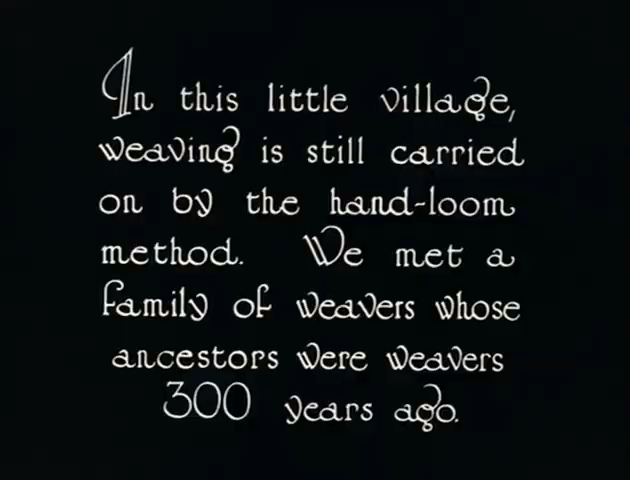 In this little village,
weaving is still carried
on by the hand-loom
method. We met a
family of weavers whose
ancestors were weavers
300 years ago.